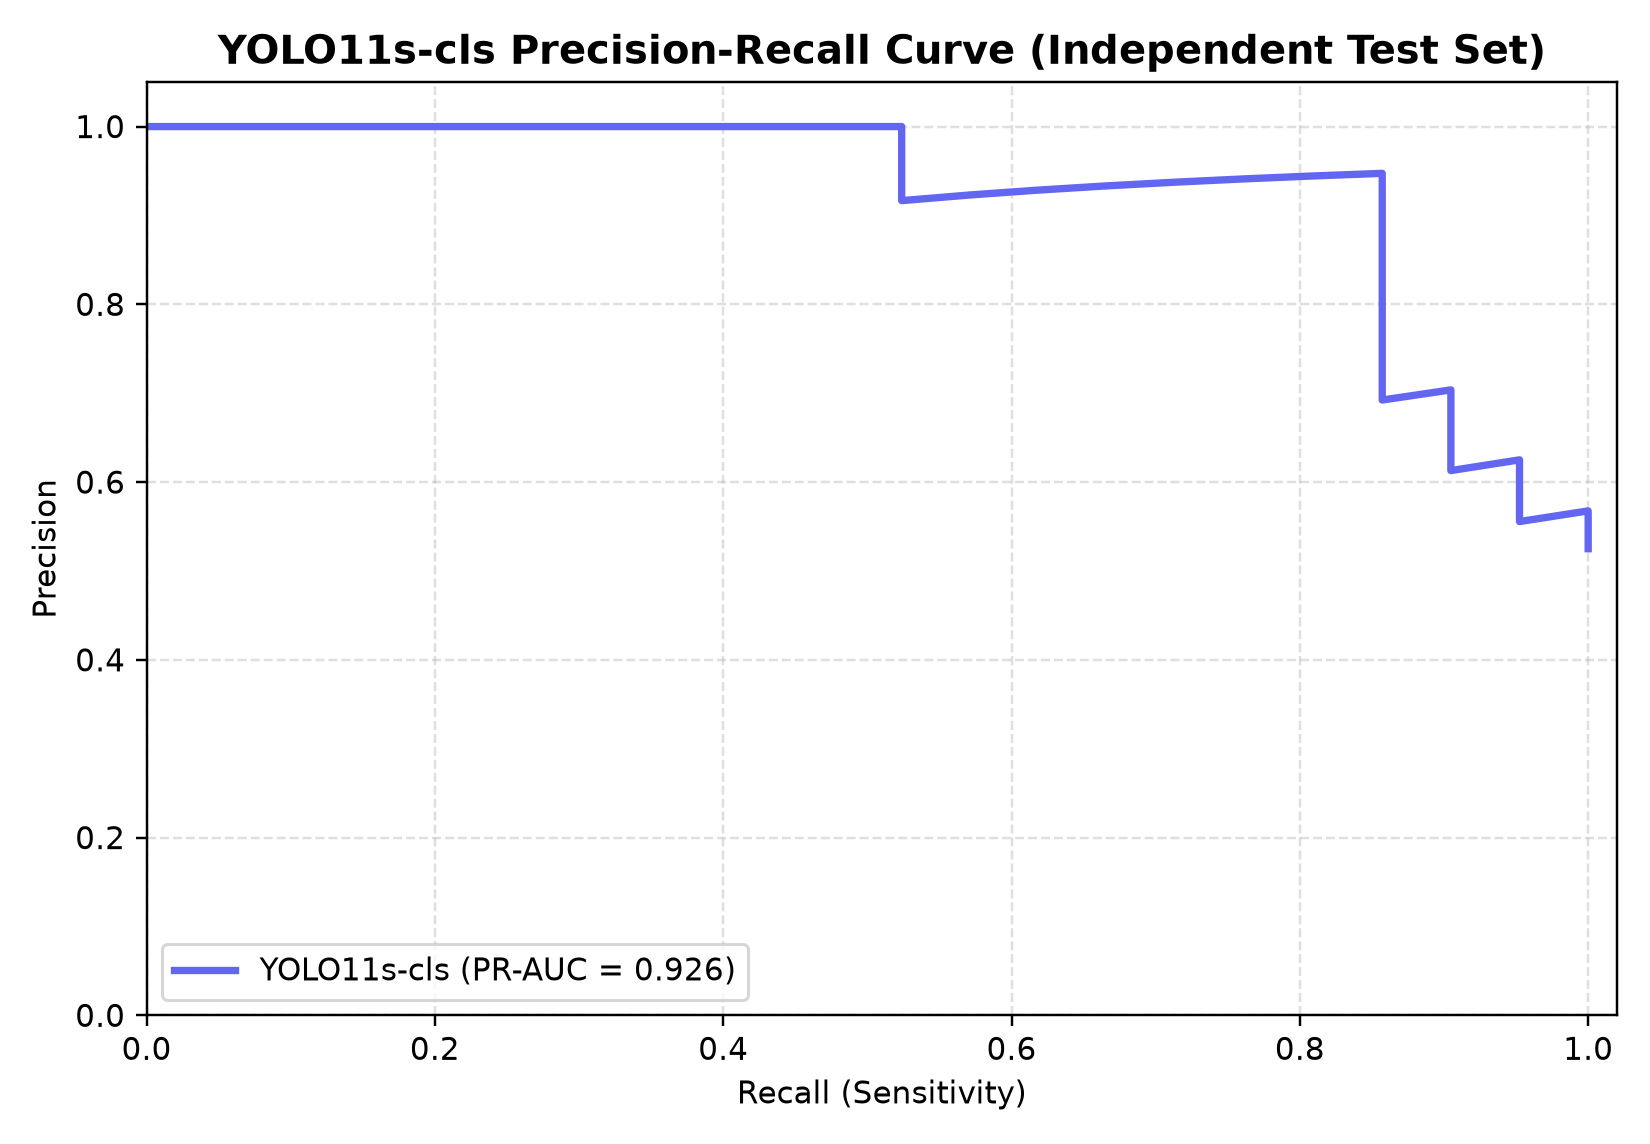 YOLO11s-cls Precision-Recall Curve (Independent Test Set)
1.0
0.8
0.6
0.4
0.2
0.0
Precision
YOLO11s-cls (PR-AUC = 0.926)
0.0 0.2 0.4 0.6 0.8 1.0
Recall (Sensitivity)